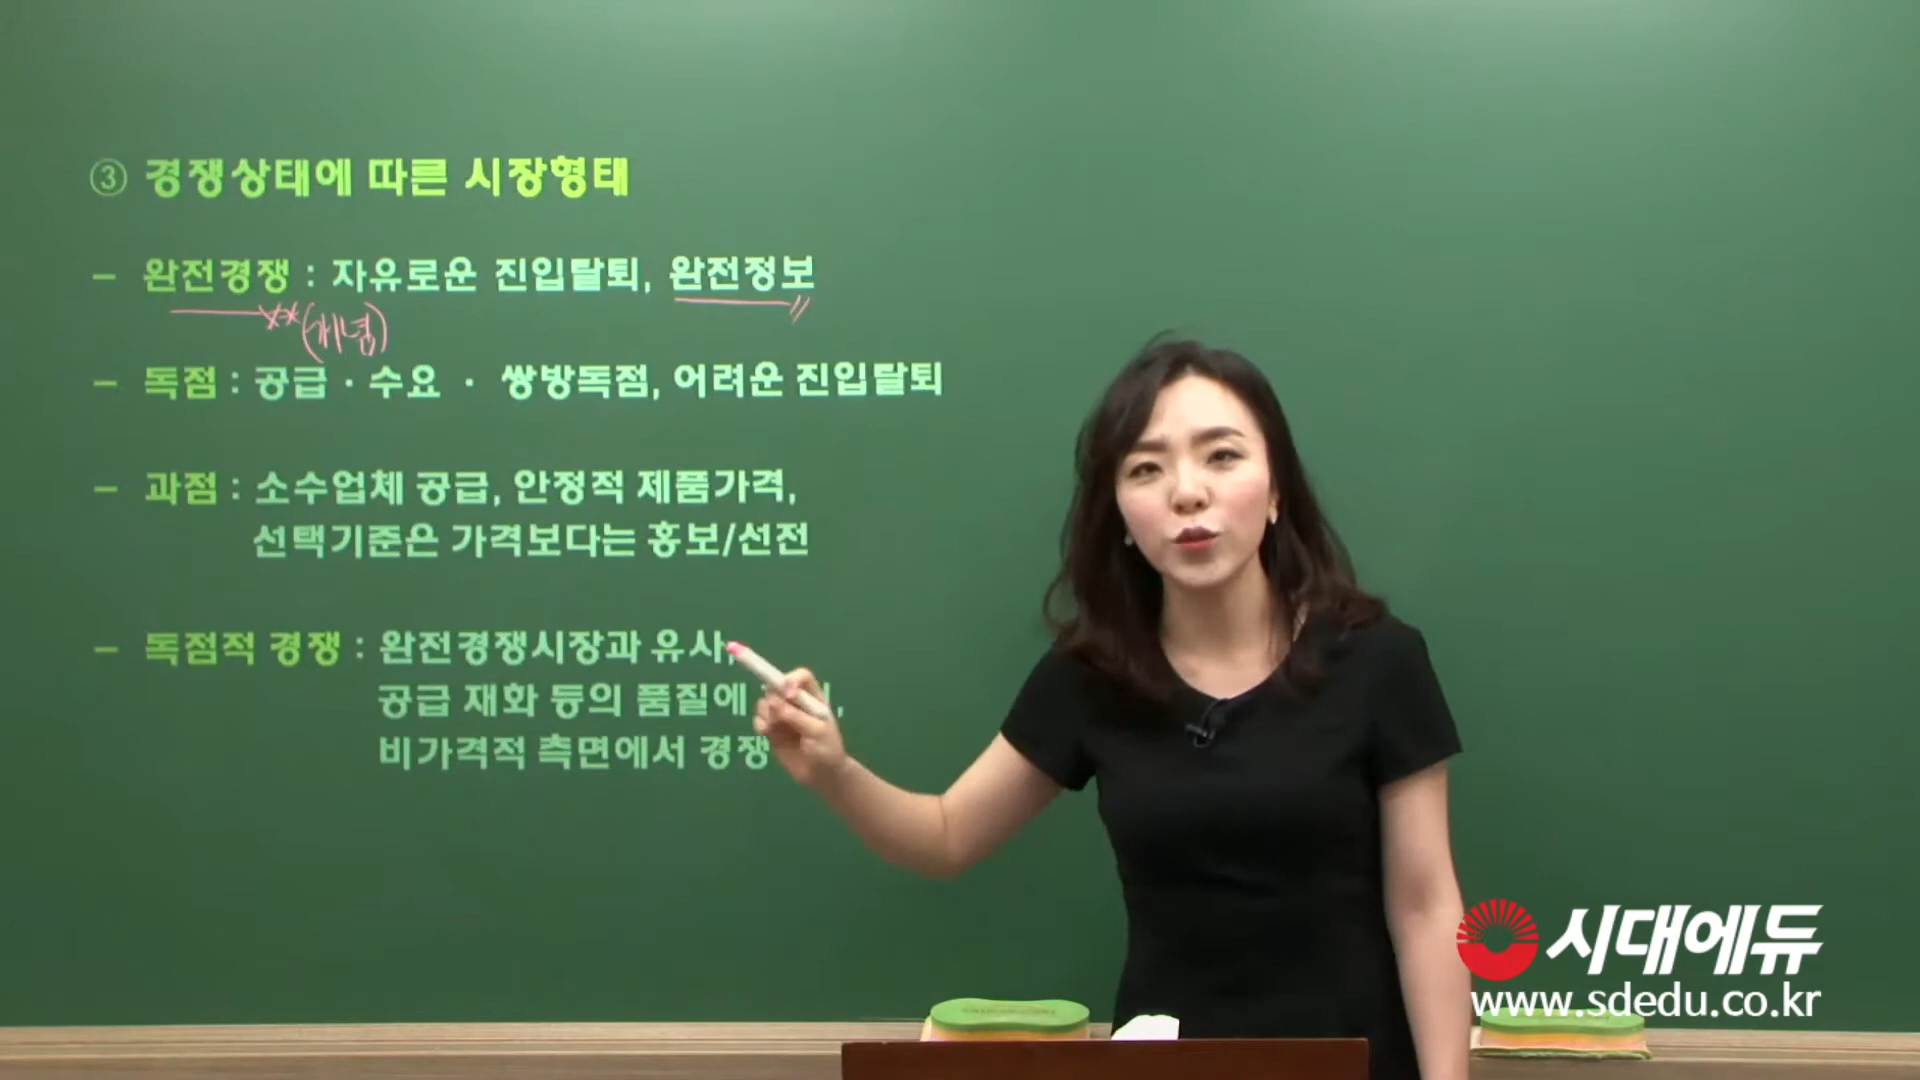 ③ 경쟁상태에 따른 시장형태
- 완전경쟁 : 자유로운 진입탈퇴, 완전정보
(개념)
- 독점 : 공급 · 수요 · 쌍방독점, 어려운 진입탈퇴
- 과점 : 소수업체 공급, 안정적 제품가격,
선택기준은 가격보다는 홍보/선전
- 독점적 경쟁 : 완전경쟁시장과 유사,
공급 재화 등의 품질에
비가격적 측면에서 경쟁
시대에듀
www.sdedu.co.kr